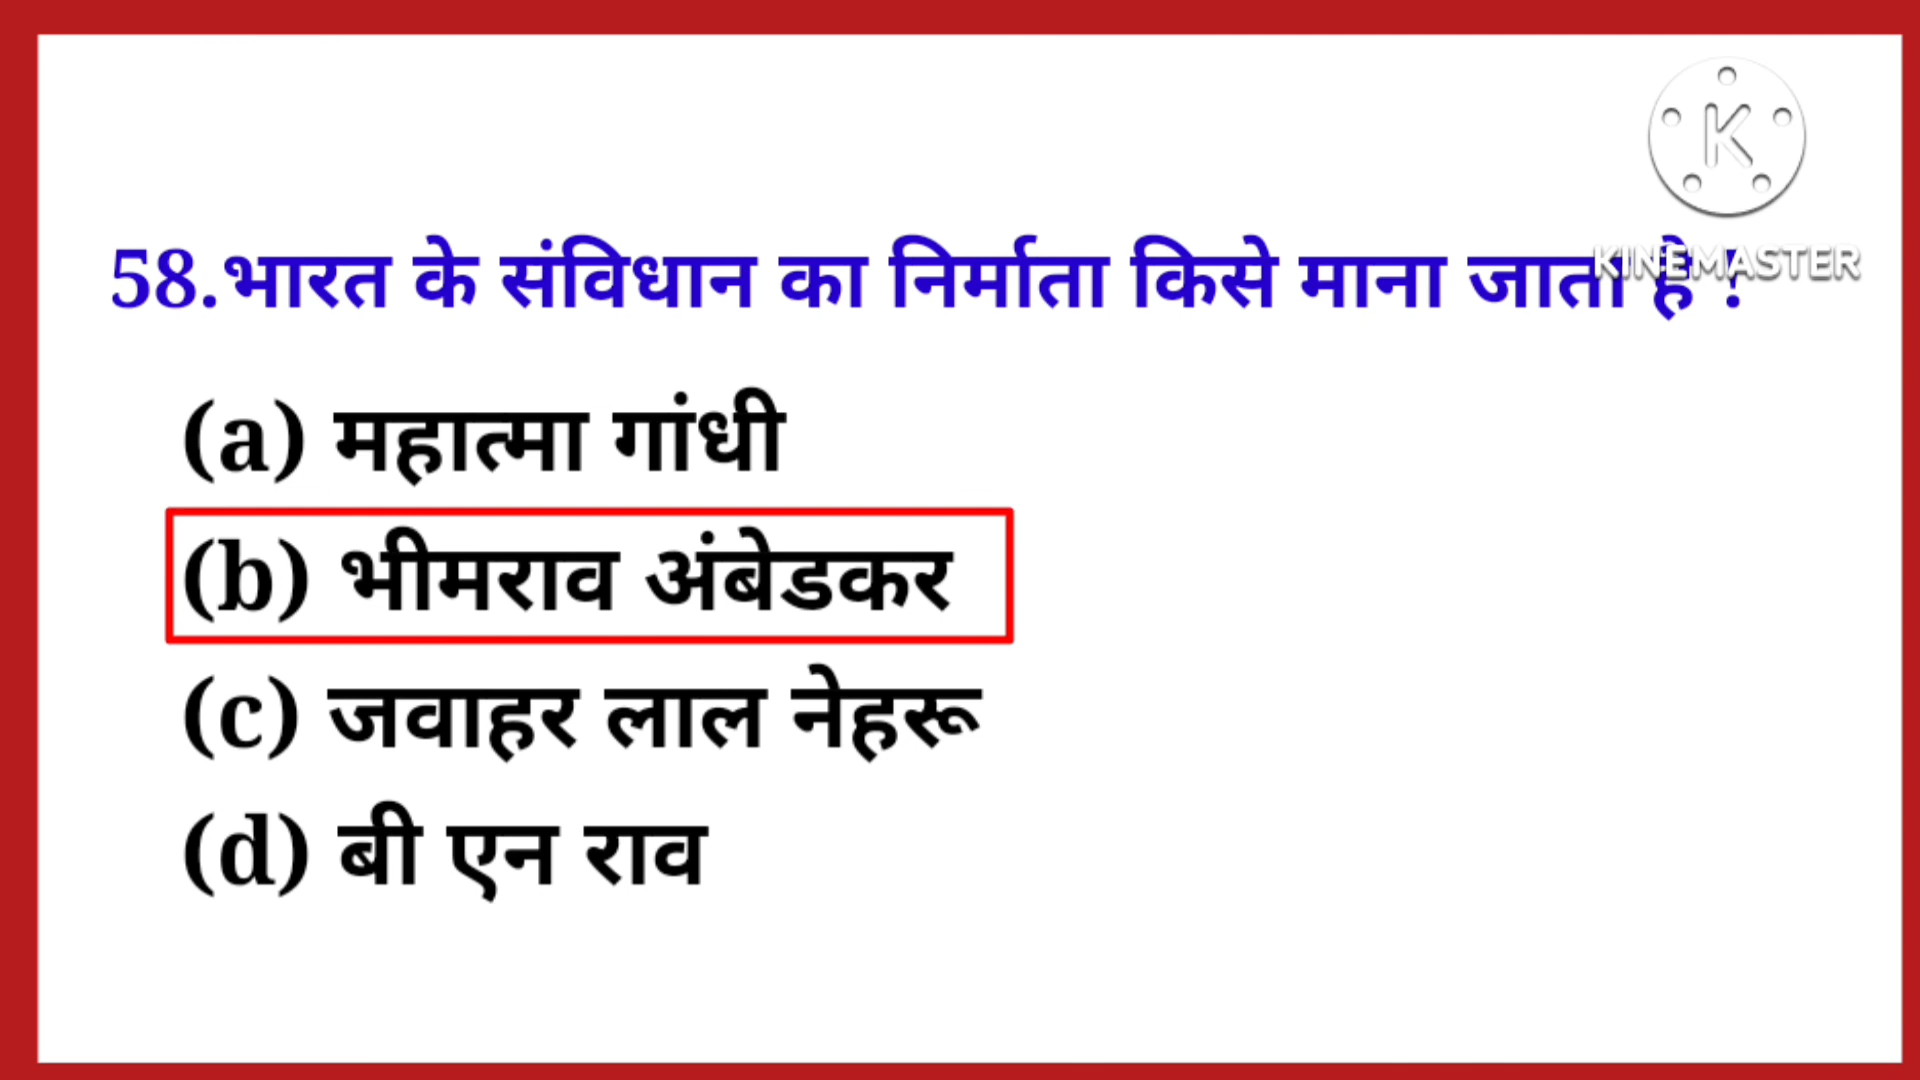 K
KINEMASTER
58.भारत के संविधान का निर्माता किसे माना जाता है ?
(a) महात्मा गांधी
(b) भीमराव अंबेडकर
(c) जवाहर लाल नेहरू
(d) बी एन राव